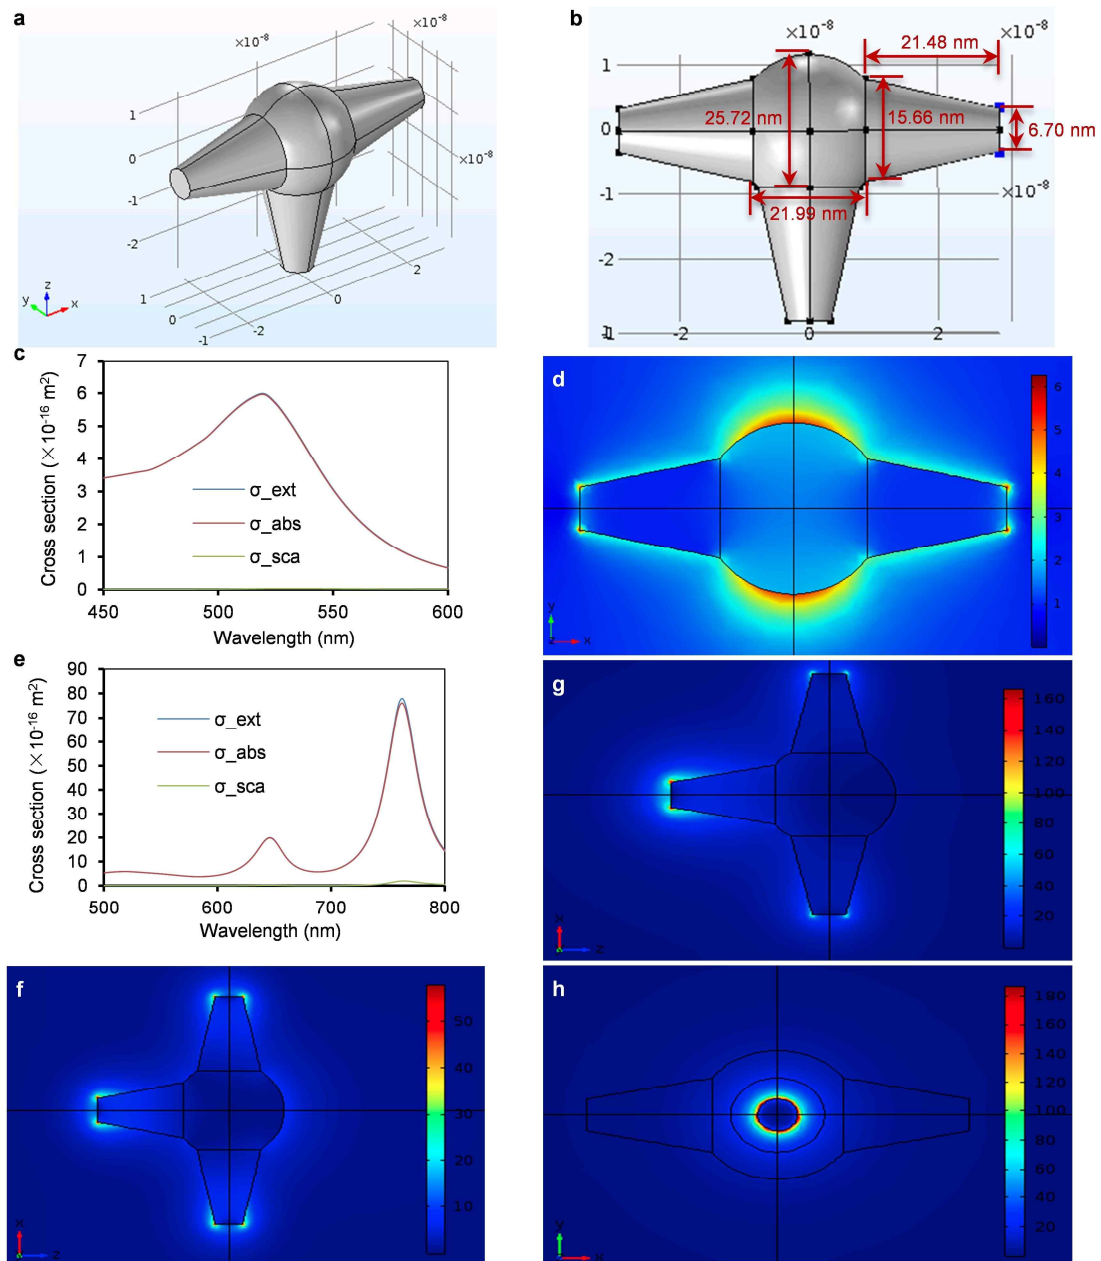 a
×10⁻⁸
×10⁻⁸
1
0
-1
-2
×10⁻⁸
2
0
1
0
-1
-2
z
y
x
b
×10⁻⁸
×10⁻⁸
21.48 nm
1
25.72 nm
15.66 nm
6.70 nm
0
×10⁻⁸
-1
21.99 nm
-2
-2
0
2
c
Cross section (×10⁻¹⁶ m²)
7
6
5
4
3
2
1
0
σ_ext
σ_abs
σ_sca
450
500
550
600
Wavelength (nm)
d
6
5
4
3
2
1
y
z
x
e
Cross section (×10⁻¹⁶ m²)
90
80
70
60
50
40
30
20
10
0
σ_ext
σ_abs
σ_sca
500
600
700
800
Wavelength (nm)
g
160
140
120
100
80
60
40
20
x
z
f
50
40
30
20
10
x
z
h
180
160
140
120
100
80
60
40
20
y
x